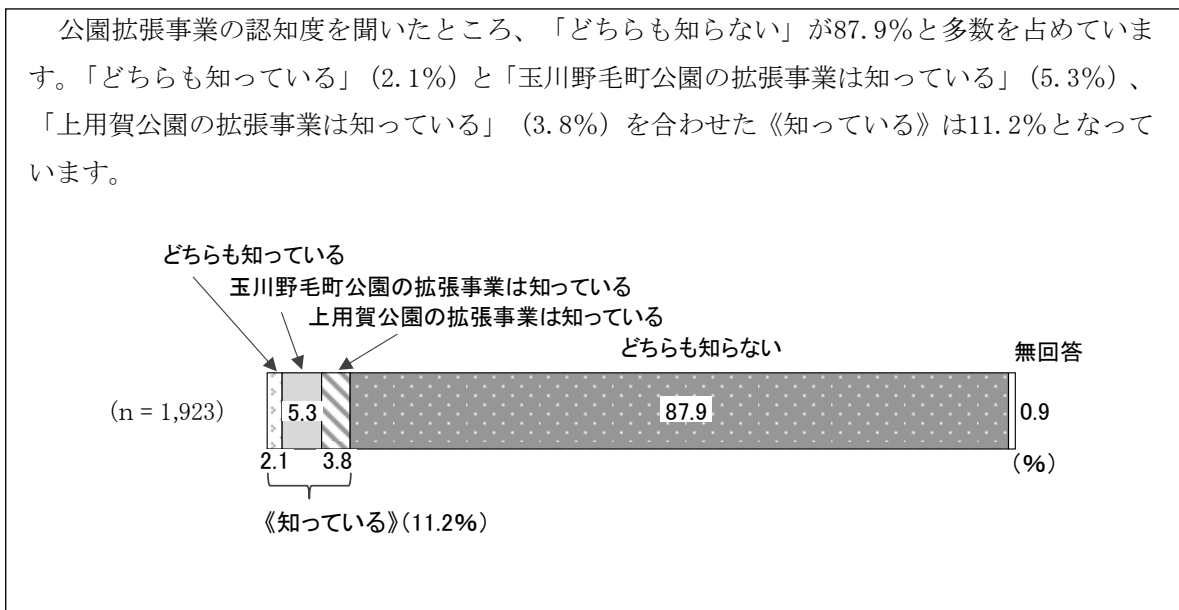 公園拡張事業の認知度を聞いたところ、「どちらも知らない」が87.9％と多数を占めていま
す。「どちらも知っている」（2.1％）と「玉川野毛町公園の拡張事業は知っている」（5.3％）、
「上用賀公園の拡張事業は知っている」（3.8％）を合わせた《知っている》は11.2％となって
います。
どちらも知っている
玉川野毛町公園の拡張事業は知っている
上用賀公園の拡張事業は知っている
どちらも知らない
無回答
(n = 1,923)
5.3
87.9
0.9
2.1
3.8
(％)
《知っている》(11.2％)